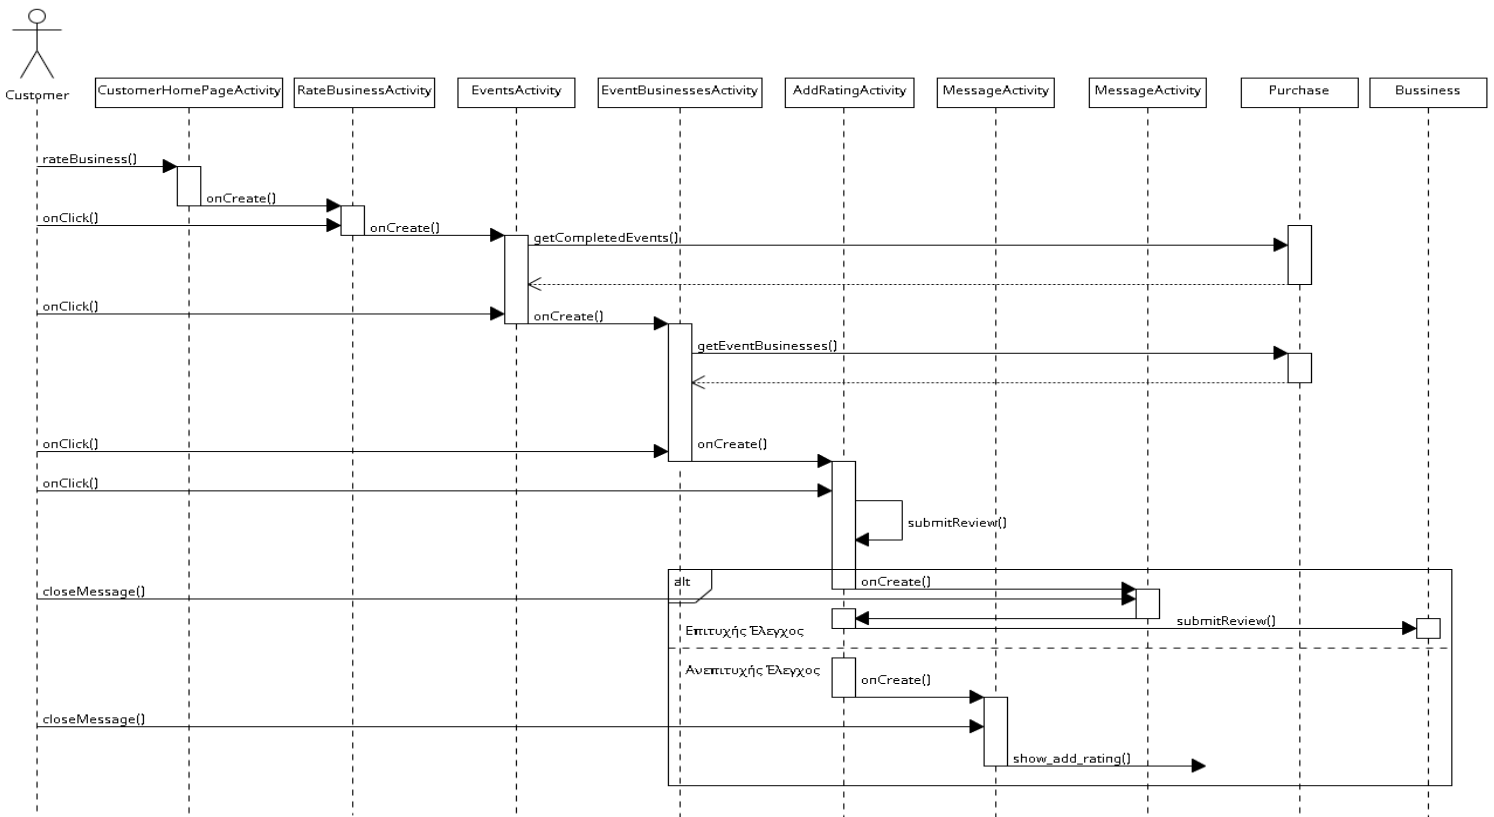 Customer
CustomerHomePageActivity
RateBusinessActivity
EventsActivity
EventBusinessesActivity
AddRatingActivity
MessageActivity
MessageActivity
Purchase
Bussiness
rateBusiness()
onCreate()
onClick()
onCreate()
getCompletedEvents()
onClick()
onCreate()
getEventBusinesses()
onClick()
onCreate()
onClick()
submitReview()
alt
onCreate()
closeMessage()
submitReview()
Επιτυχής Έλεγχος
Ανεπιτυχής Έλεγχος
onCreate()
closeMessage()
show_add_rating()